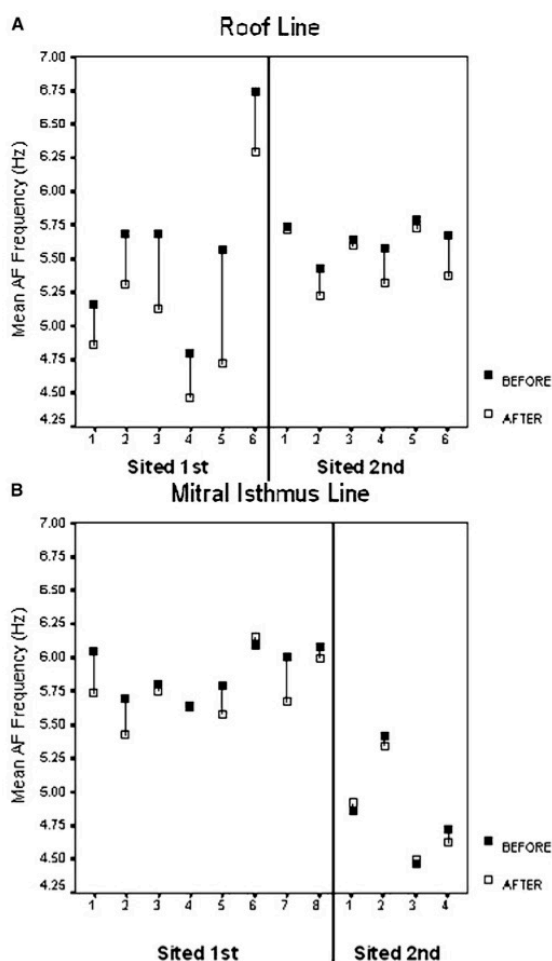 A
Roof Line
Mean AF Frequency (Hz)
7.00
6.75
6.50
6.25
6.00
5.75
5.50
5.25
5.00
4.75
4.50
4.25
1 2 3 4 5 6 1 2 3 4 5 6
Sited 1st Sited 2nd
BEFORE
AFTER
B
Mitral Isthmus Line
Mean AF Frequency (Hz)
7.00
6.75
6.50
6.25
6.00
5.75
5.50
5.25
5.00
4.75
4.50
4.25
1 2 3 4 5 6 7 8 1 2 3 4
Sited 1st Sited 2nd
BEFORE
AFTER